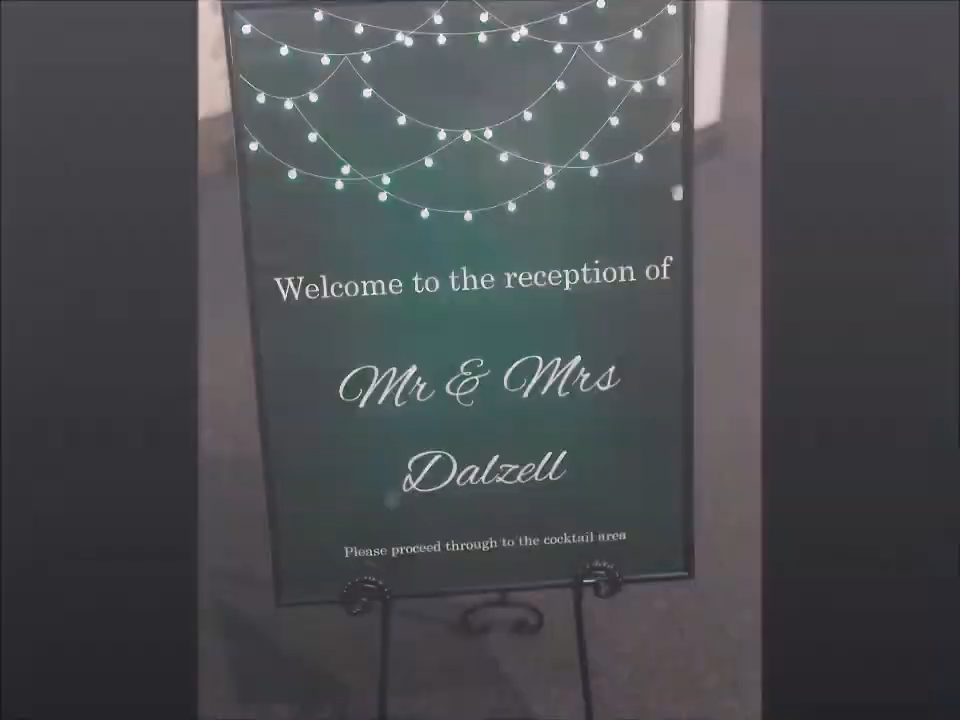 Welcome to the reception of
Mr & Mrs
Dalzell
Please proceed through to the cocktail area